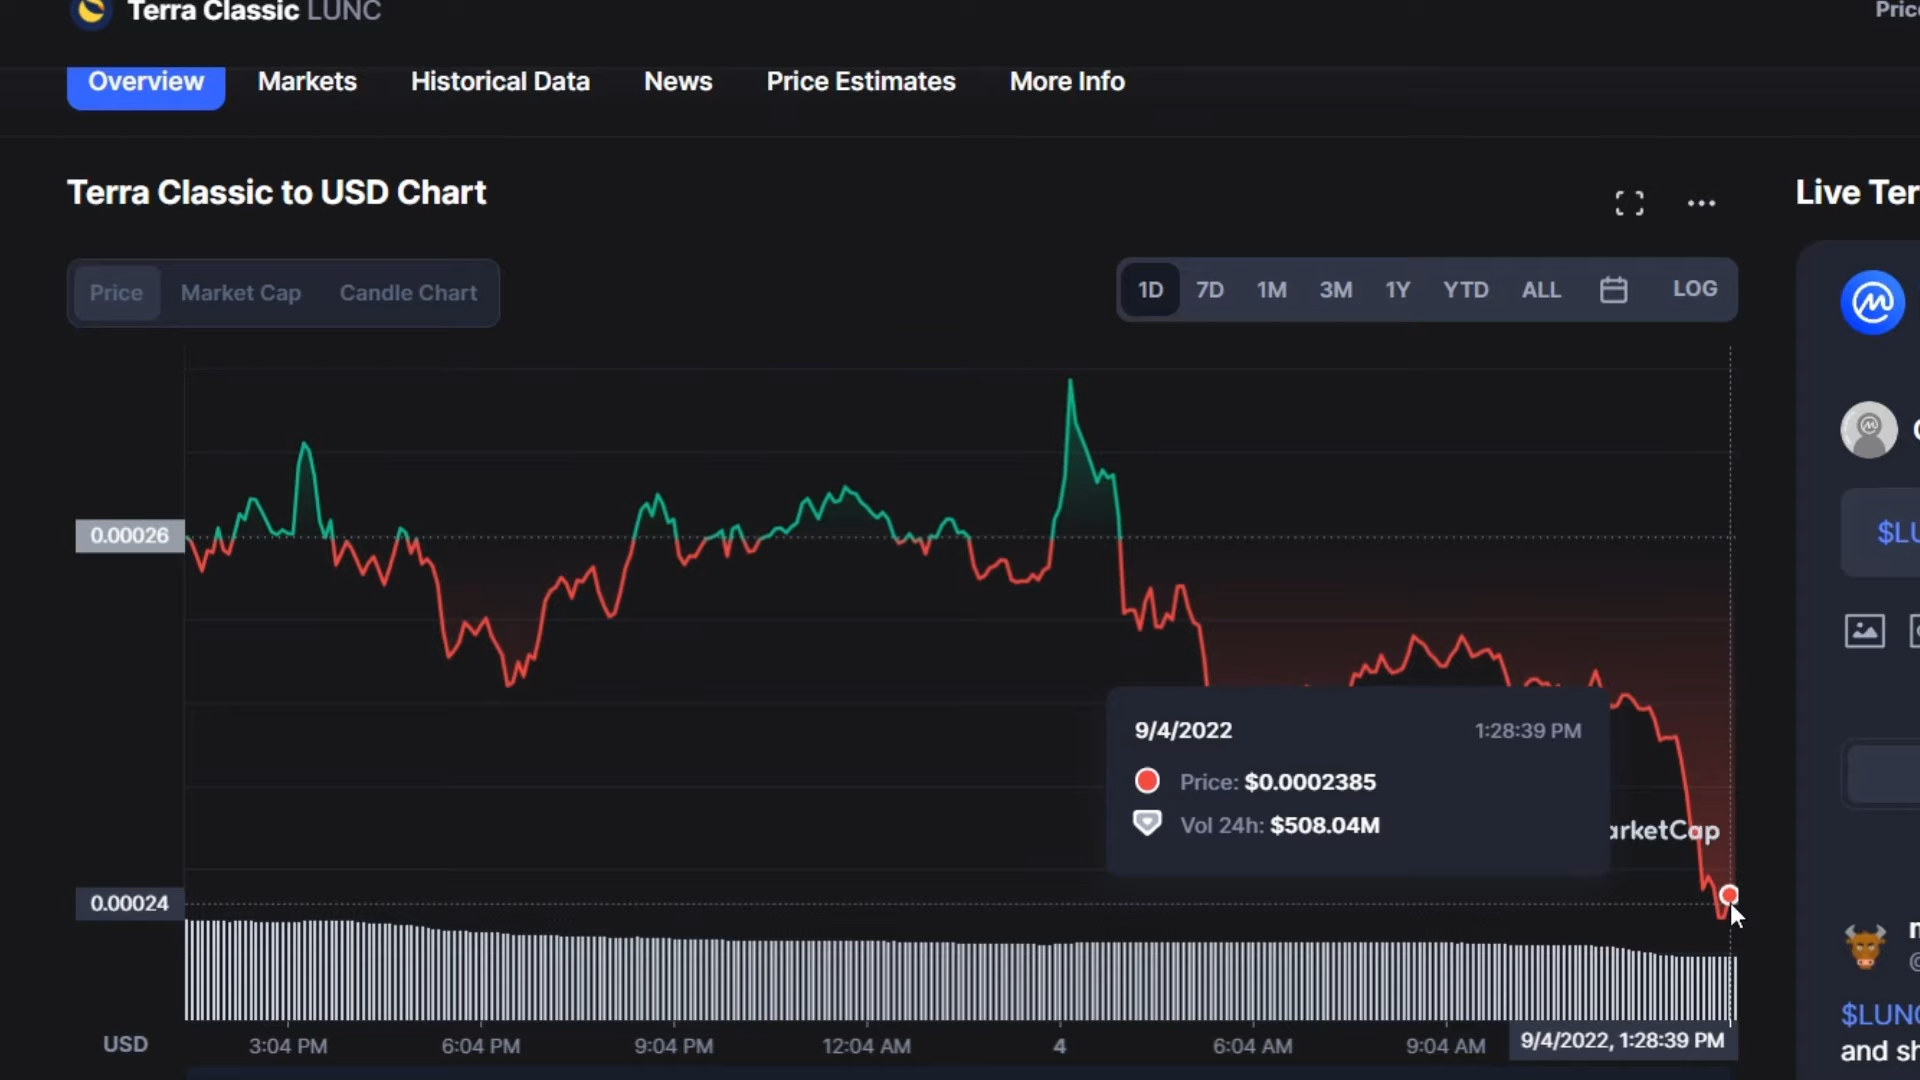 Terra Classic LUNC
Overview Markets Historical Data News Price Estimates More Info
Terra Classic to USD Chart
Price Market Cap Candle Chart
1D 7D 1M 3M 1Y YTD ALL LOG
Live Ter
0.00026
$LU
9/4/2022 1:28:39 PM
Price: $0.0002385
Vol 24h: $508.04M
arketCap
0.00024
USD 3:04 PM 6:04 PM 9:04 PM 12:04 AM 4 6:04 AM 9:04 AM 9/4/2022, 1:28:39 PM
$LUNC
and sh